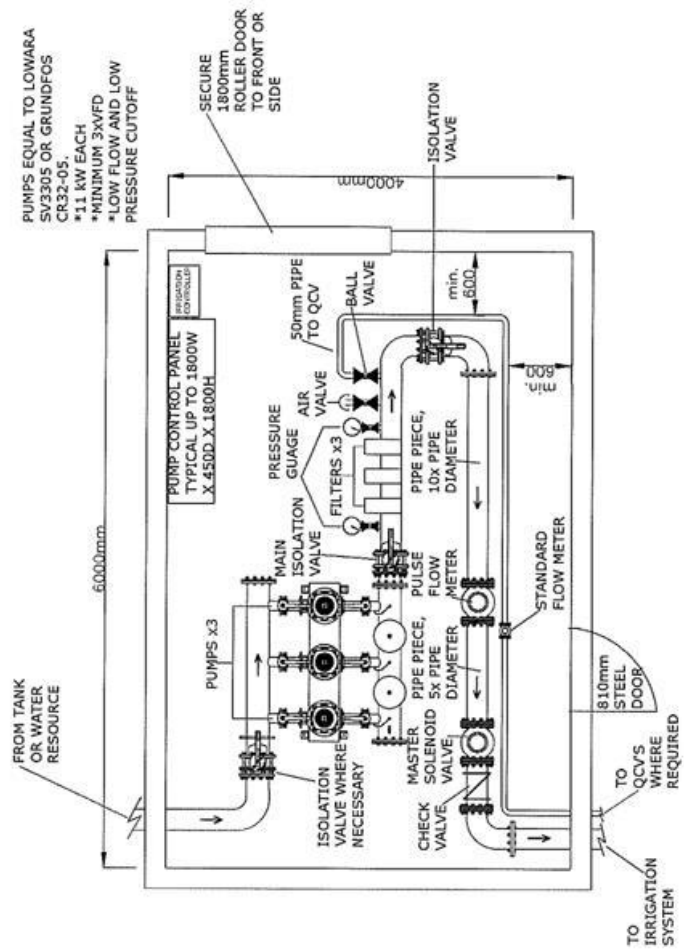 PUMPS EQUAL TO LOWARA
SV3305 OR GRUNDFOS
CR32-05.
*11 kW EACH
*MINIMUM 3xVFD
*LOW FLOW AND LOW
PRESSURE CUTOFF
FROM TANK
OR WATER
RESOURCE
6000mm
SECURE
1800mm
ROLLER DOOR
TO FRONT OR
SIDE
PUMP CONTROL PANEL
TYPICAL UP TO 1800W
X 450D X 1800H
IRRIGATION
CONTROLLER
4000mm
PUMPS x3
ISOLATION
VALVE WHERE
NECESSARY
MAIN
ISOLATION
VALVE
PRESSURE
GUAGE
FILTERS x3
AIR
VALVE
50mm PIPE
TO QCV
BALL
VALVE
ISOLATION
VALVE
CHECK
VALVE
MASTER
SOLENOID
VALVE
PIPE PIECE,
5x PIPE
DIAMETER
PULSE
FLOW
METER
PIPE PIECE,
10x PIPE
DIAMETER
min.
600
min.
600
STANDARD
FLOW METER
810mm
STEEL
DOOR
TO
IRRIGATION
SYSTEM
TO
QCV'S
WHERE
REQUIRED